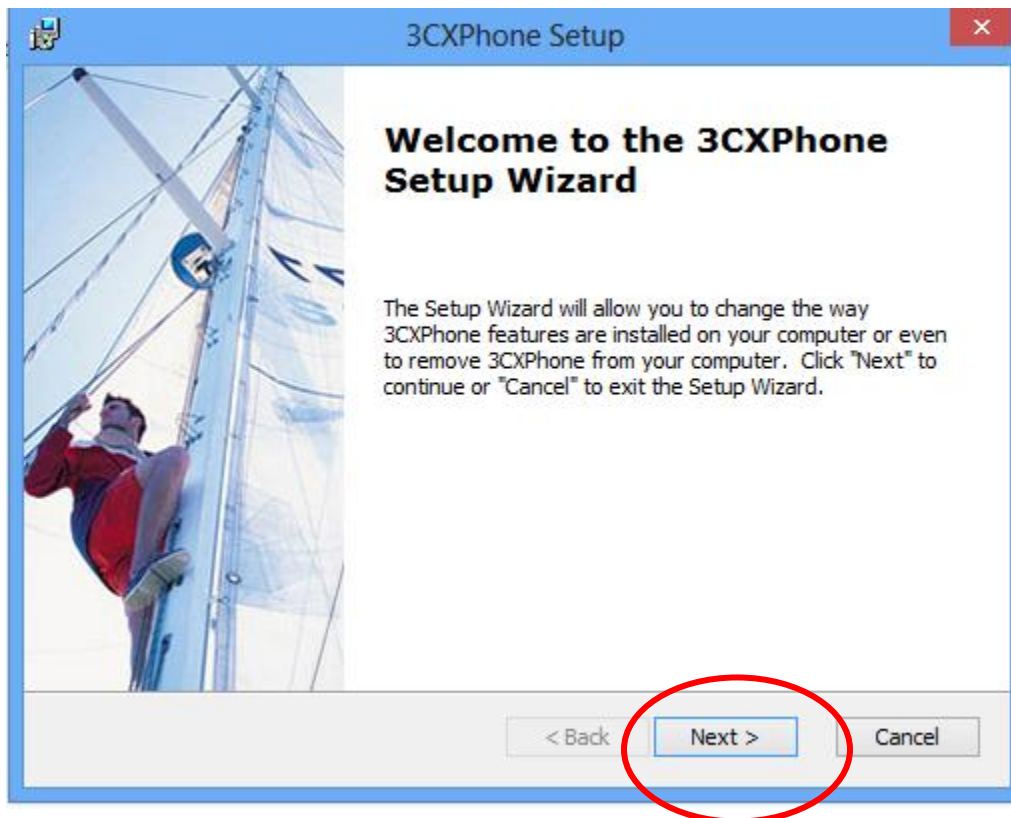 3CXPhone Setup
Welcome to the 3CXPhone
Setup Wizard
The Setup Wizard will allow you to change the way
3CXPhone features are installed on your computer or even
to remove 3CXPhone from your computer. Click "Next" to
continue or "Cancel" to exit the Setup Wizard.
< Back Next > Cancel